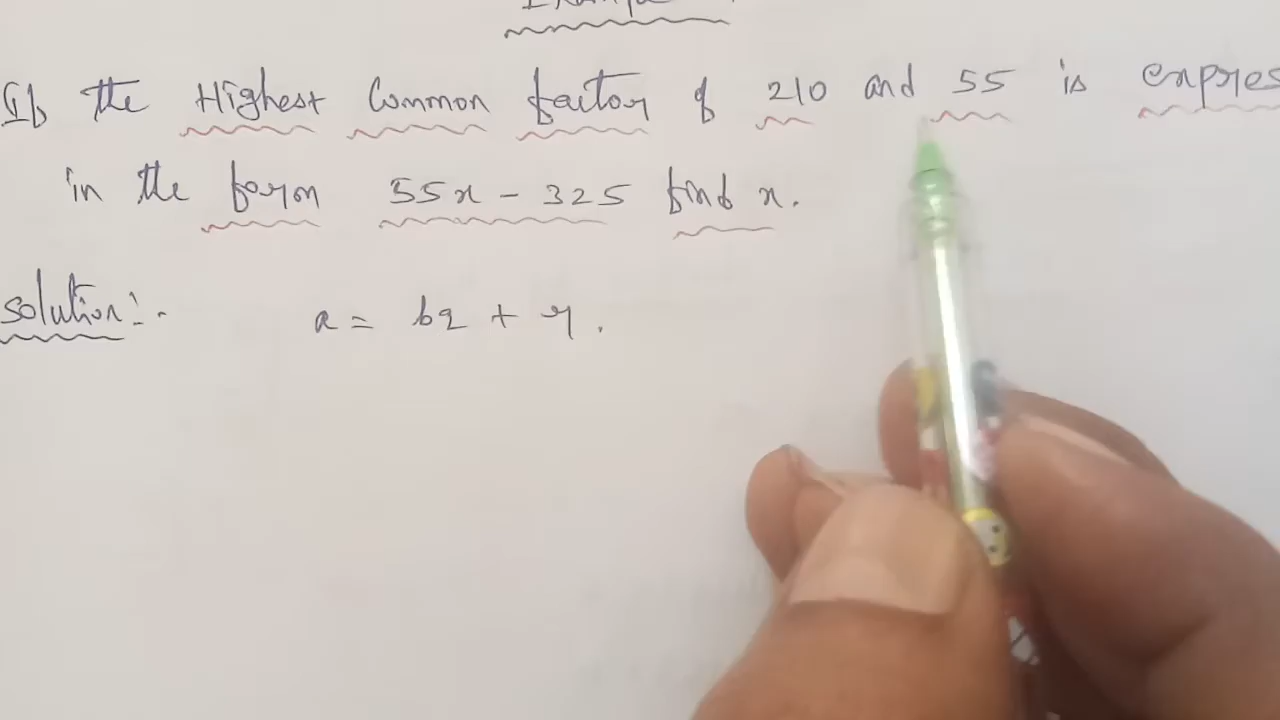 If the Highest Common factor of 210 and 55 is expres
in the form 55x - 325 find x.
Solution:-
a = bq + r.